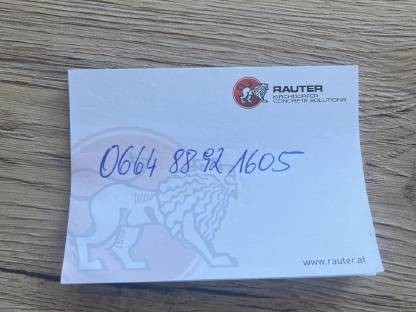 RAUTER
KIRCHDORFER
CONCRETE SOLUTIONS
0664 88 92 1605
www.rauter.at